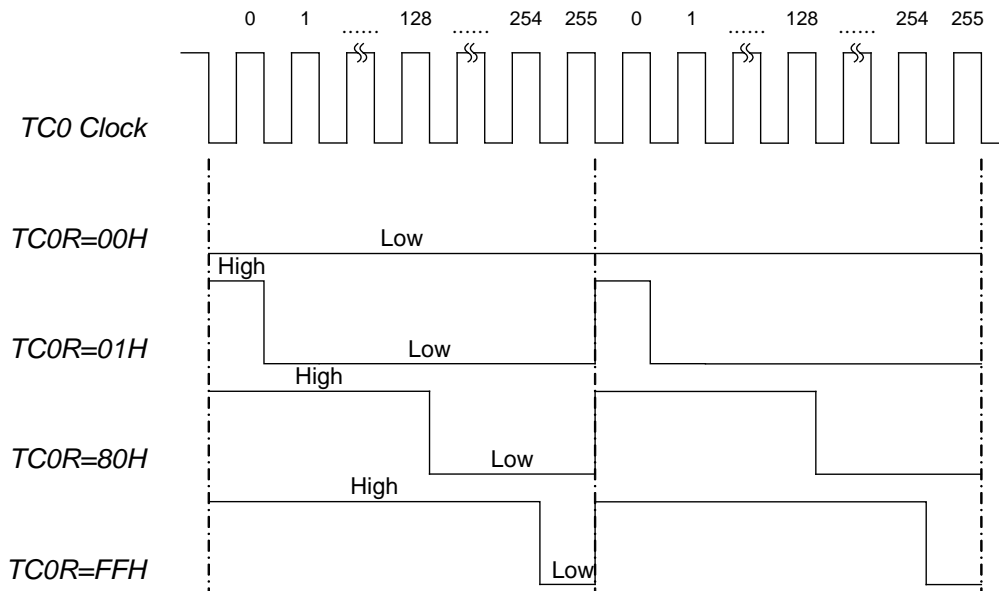 0 1 …… 128 …… 254 255 0 1 …… 128 …… 254 255
TC0 Clock
TC0R=00H Low
High
TC0R=01H Low
High
TC0R=80H Low
High
TC0R=FFH Low